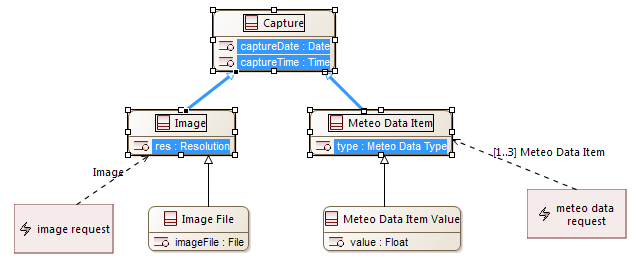 Capture
captureDate : Date
captureTime : Time
Image
res : Resolution
Meteo Data Item
type : Meteo Data Type
Image
[1..3] Meteo Data Item
image request
Image File
imageFile : File
Meteo Data Item Value
value : Float
meteo data
request